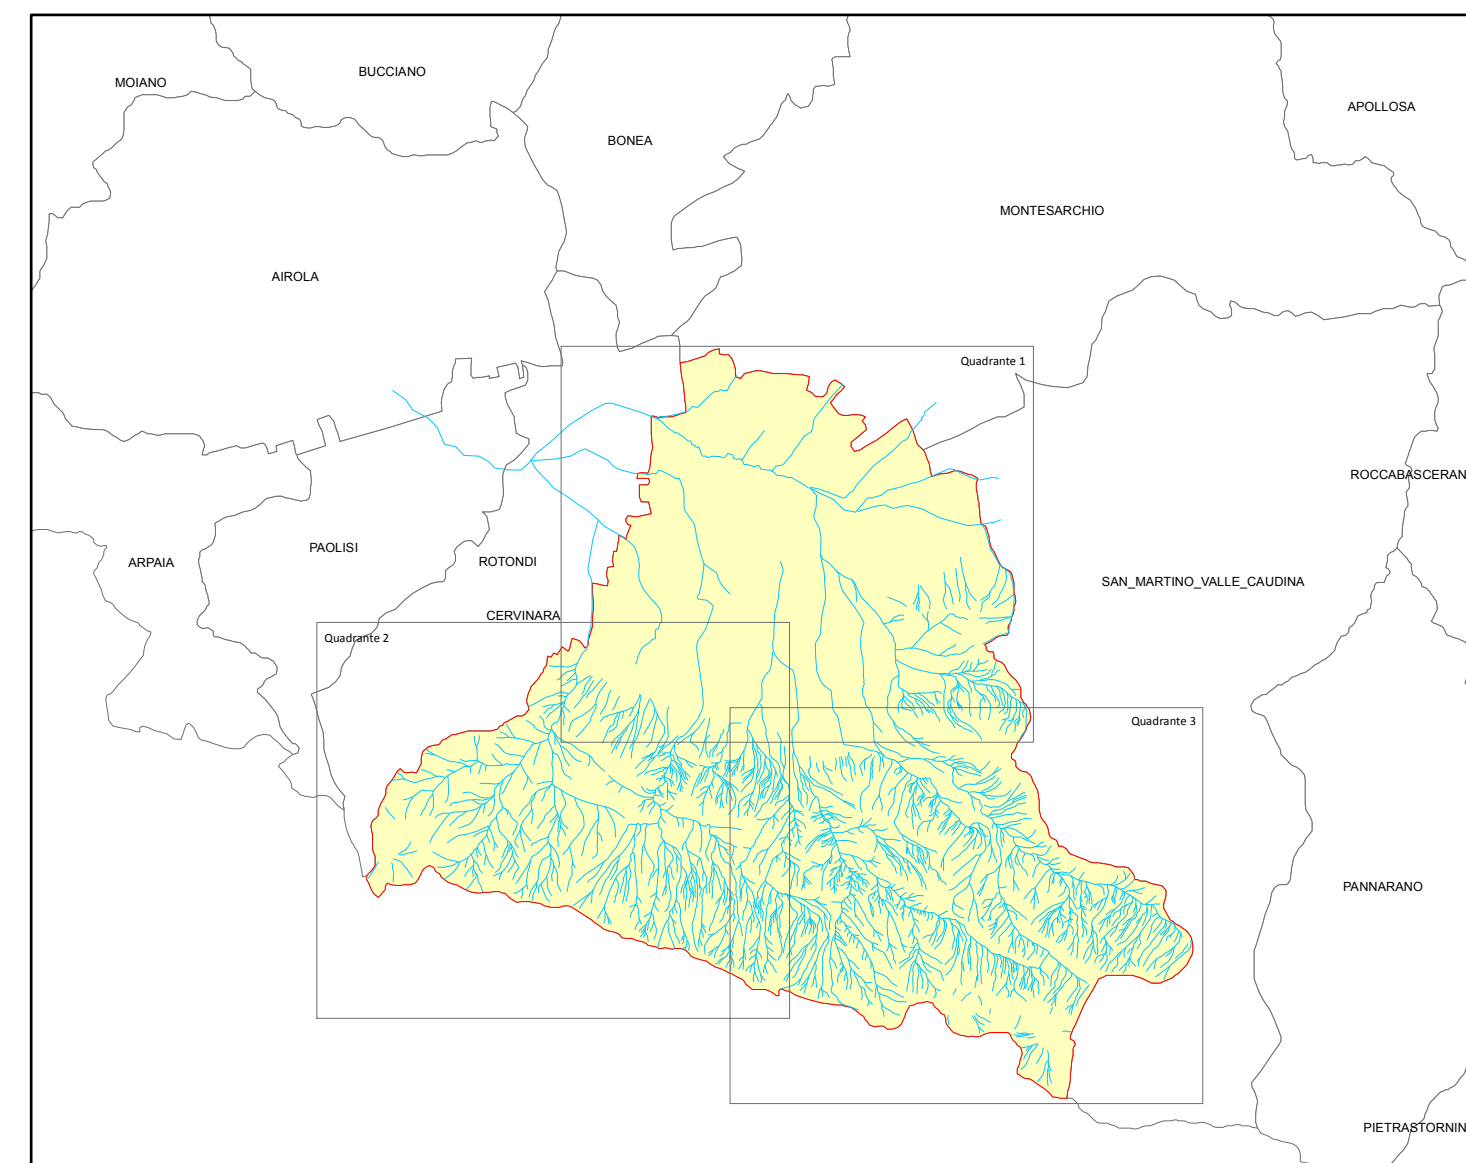 BUCCIANO
MOIANO
APOLLOSA
BONEA
MONTESARCHIO
AIROLA
Quadrante 1
ROCCABASCERAN
PAOLISI
ROTONDI
ARPAIA
SAN_MARTINO_VALLE_CAUDINA
CERVINARA
Quadrante 2
Quadrante 3
PANNARANO
PIETRASTORNIN